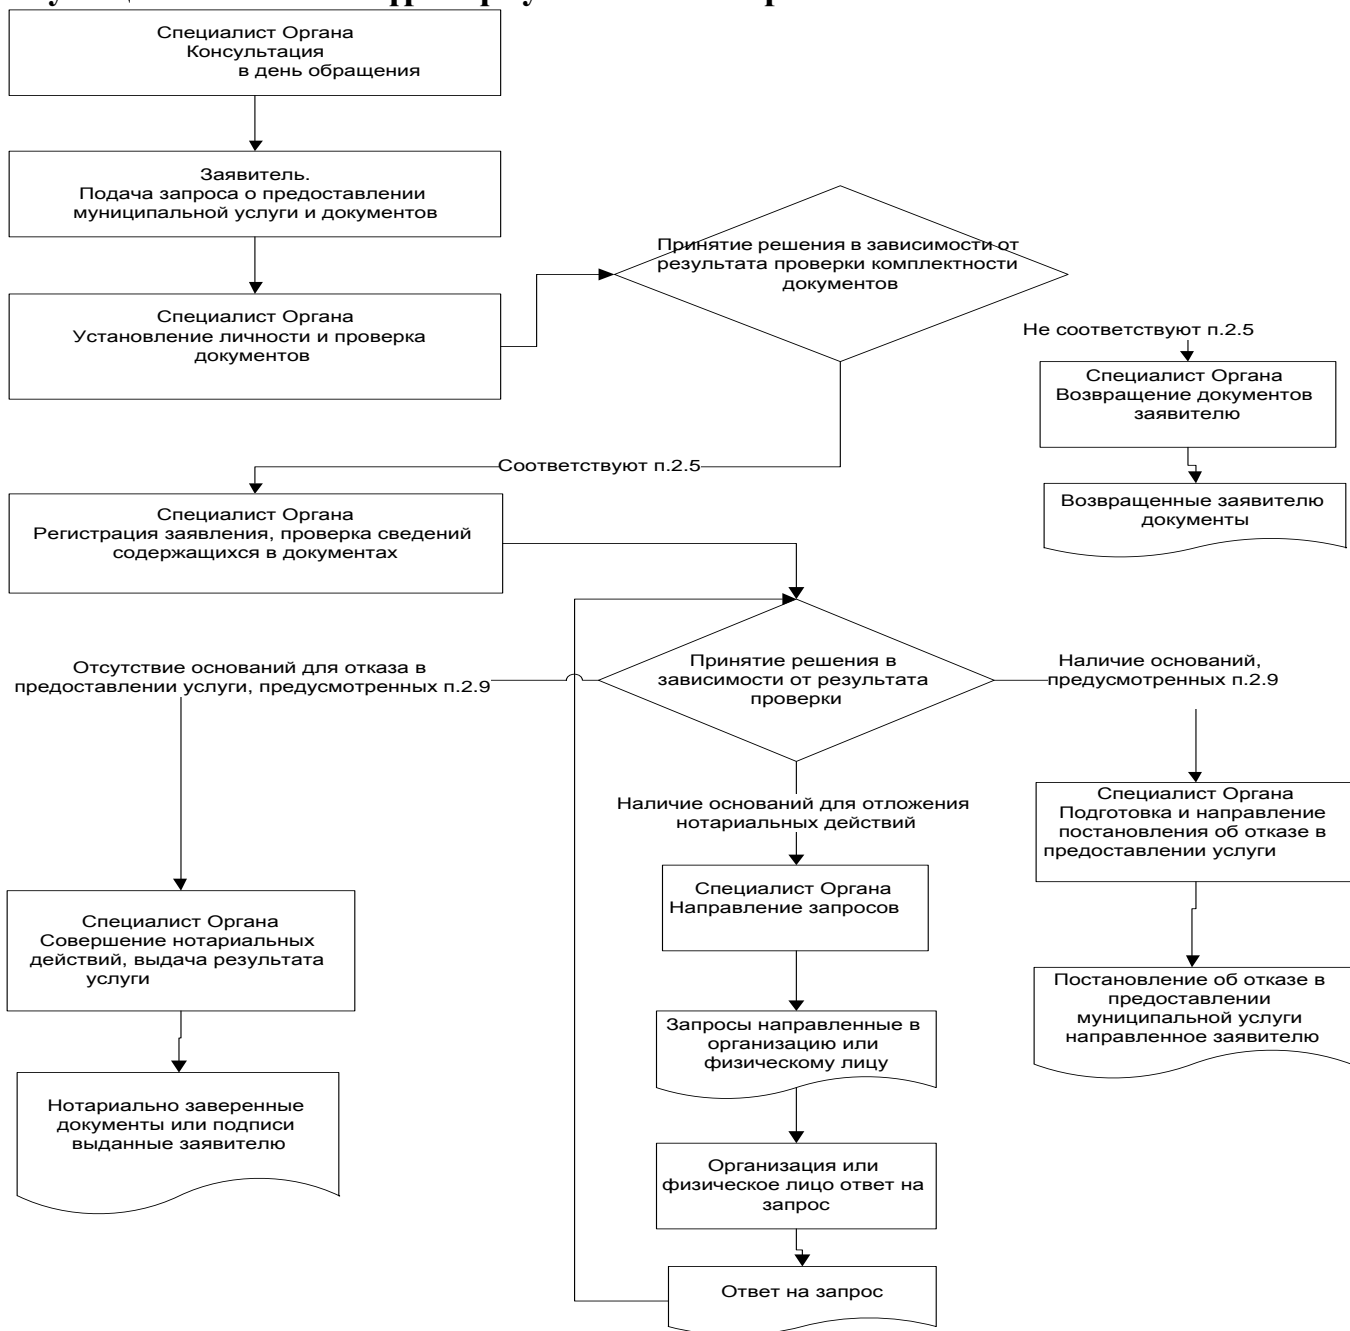 Специалист Органа
Консультация
в день обращения
Заявитель.
Подача запроса о предоставлении
муниципальной услуги и документов
Принятие решения в зависимости от
результата проверки комплектности
документов
Специалист Органа
Установление личности и проверка
документов
Не соответствуют п.2.5
Специалист Органа
Возвращение документов
заявителю
Соответствуют п.2.5
Возвращенные заявителю
документы
Специалист Органа
Регистрация заявления, проверка сведений
содержащихся в документах
Отсутствие оснований для отказа в
предоставлении услуги, предусмотренных п.2.9
Принятие решения в
зависимости от результата
проверки
Наличие оснований,
предусмотренных п.2.9
Наличие оснований для отложения
нотариальных действий
Специалист Органа
Подготовка и направление
постановления об отказе в
предоставлении услуги
Специалист Органа
Направление запросов
Специалист Органа
Совершение нотариальных
действий, выдача результата
услуги
Постановление об отказе в
предоставлении
муниципальной услуги
направленное заявителю
Запросы направленные в
организацию или
физическому лицу
Нотариально заверенные
документы или подписи
выданные заявителю
Организация или
физическое лицо ответ на
запрос
Ответ на запрос